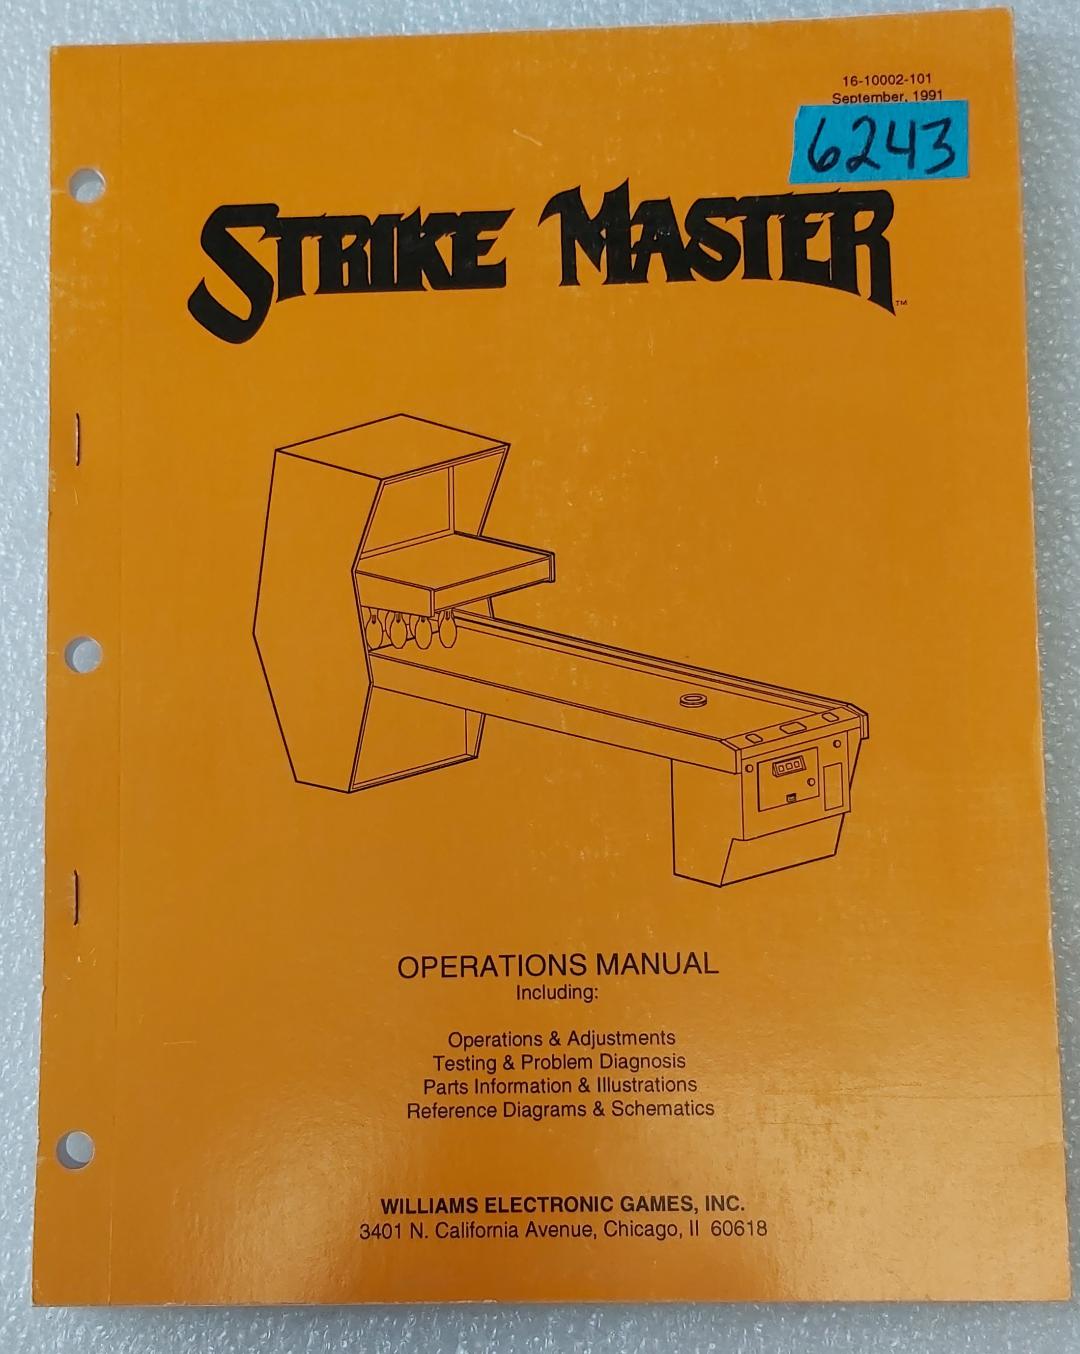 16-10002-101
September, 1991
6243
STRIKE MASTER™
OPERATIONS MANUAL
Including:
Operations & Adjustments
Testing & Problem Diagnosis
Parts Information & Illustrations
Reference Diagrams & Schematics
WILLIAMS ELECTRONIC GAMES, INC.
3401 N. California Avenue, Chicago, Il 60618